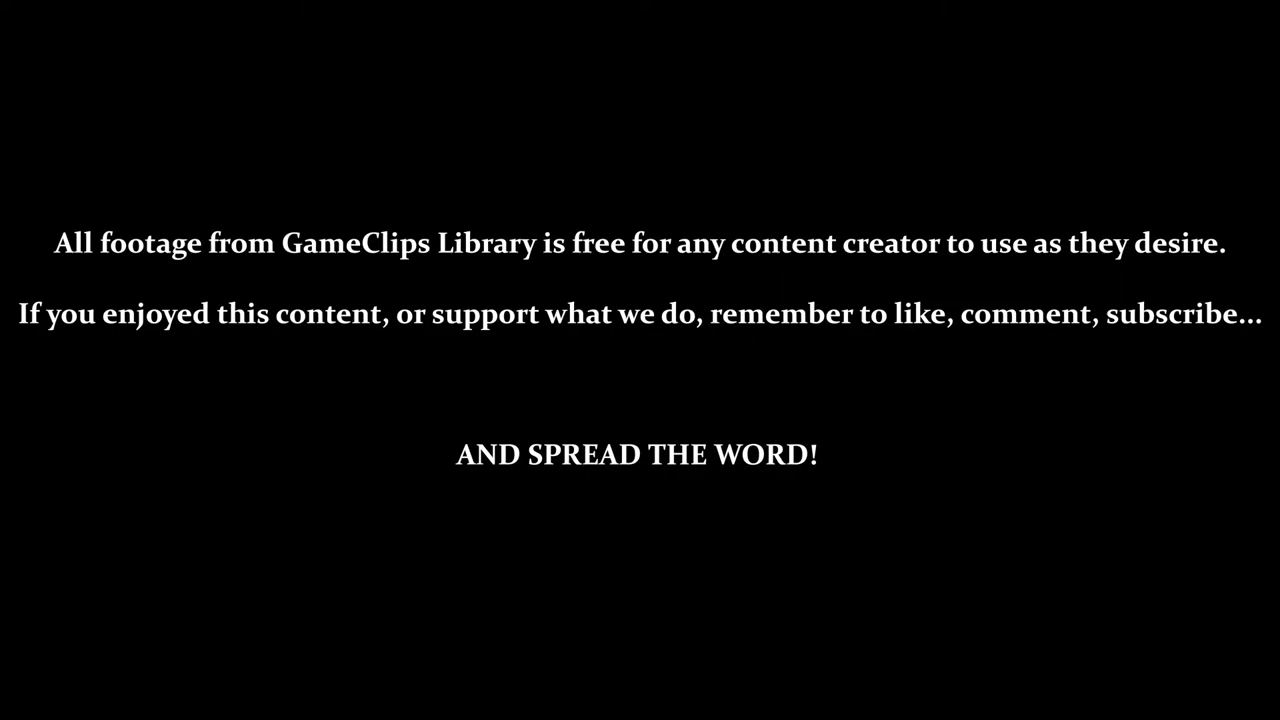 All footage from GameClips Library is free for any content creator to use as they desire.
If you enjoyed this content, or support what we do, remember to like, comment, subscribe...
AND SPREAD THE WORD!